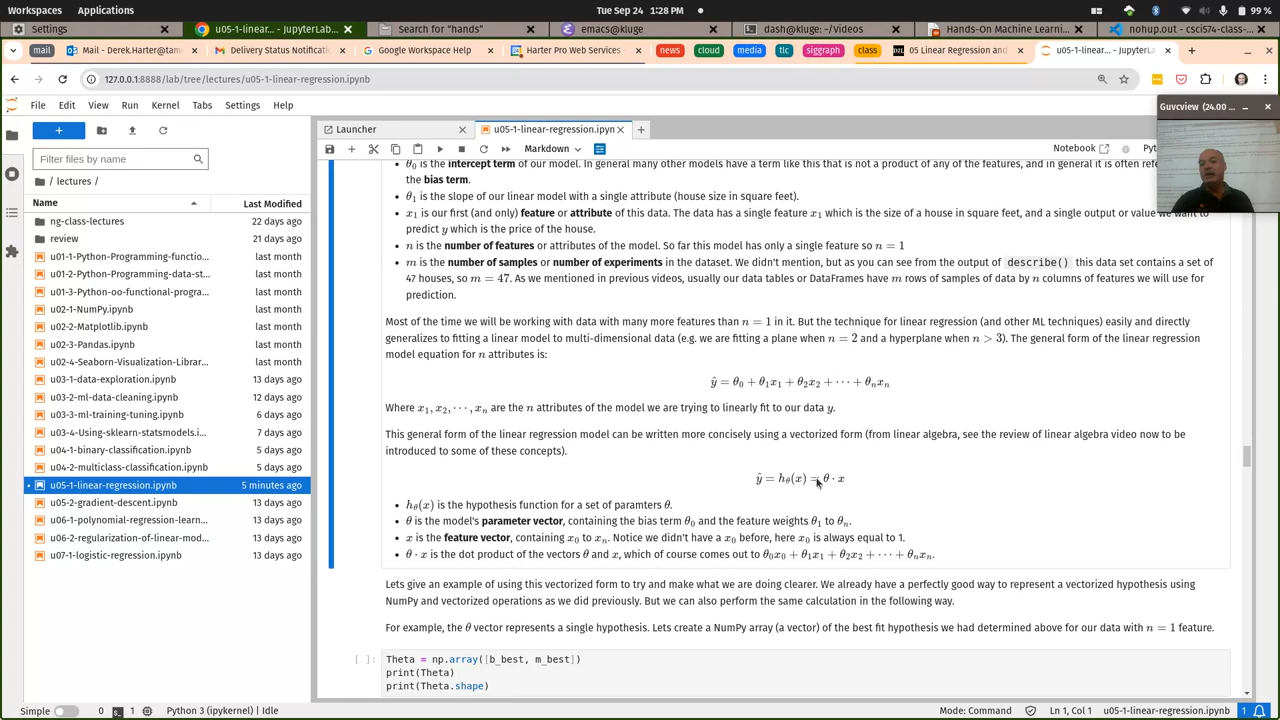 Workspaces Applications Tue Sep 24 1:28 PM 99 %
Settings u05-1-linear-regression.ipynb - JupyterLab Search for "hands" emacs@kluge dash@kluge: ~/Videos Hands-On Machine Learning nohup.out - csci574-class-
mail Mail - Derek.Harter@tam Delivery Status Notificati Google Workspace Help Harter Pro Web Services - news cloud media tlc siggraph class 05 Linear Regression and u05-1-linear... - JupyterLa
127.0.0.1:8888/lab/tree/lectures/u05-1-linear-regression.ipynb
File Edit View Run Kernel Tabs Settings Help
Guvcview (24.00
Launcher u05-1-linear-regression.ipyn
Markdown Notebook Pyt
Filter files by name
/ lectures /
Name Last Modified
ng-class-lectures 22 days ago
review 21 days ago
u01-1-Python-Programming-functio... last month
u01-2-Python-Programming-data-st... last month
u01-3-Python-oo-functional-progra... last month
u02-1-NumPy.ipynb last month
u02-2-Matplotlib.ipynb last month
u02-3-Pandas.ipynb last month
u02-4-Seaborn-Visualization-Librar... last month
u03-1-data-exploration.ipynb 13 days ago
u03-2-ml-data-cleaning.ipynb 12 days ago
u03-3-ml-training-tuning.ipynb 6 days ago
u03-4-Using-sklearn-statsmodels.i... 7 days ago
u04-1-binary-classification.ipynb 5 days ago
u04-2-multiclass-classification.ipynb 5 days ago
u05-1-linear-regression.ipynb 5 minutes ago
u05-2-gradient-descent.ipynb 13 days ago
u06-1-polynomial-regression-learn... 13 days ago
u06-2-regularization-of-linear-mod... 13 days ago
u07-1-logistic-regression.ipynb 13 days ago
• θ₀ is the intercept term of our model. In general many other models have a term like this that is not a product of any of the features, and in general it is often
the bias term.
• θ₁ is the slope of our linear model with a single attribute (house size in square feet).
• x₁ is our first (and only) feature or attribute of this data. The data has a single feature x₁ which is the size of a house in square feet, and a single output or value we want to
predict y which is the price of the house.
• n is the number of features or attributes of the model. So far this model has only a single feature so n = 1
• m is the number of samples or number of experiments in the dataset. We didn't mention, but as you can see from the output of describe() this data set contains a set of
47 houses, so m = 47. As we mentioned in previous videos, usually our data tables or DataFrames have m rows of samples of data by n columns of features we will use for
prediction.
Most of the time we will be working with data with many more features than n = 1 in it. But the technique for linear regression (and other ML techniques) easily and directly
generalizes to fitting a linear model to multi-dimensional data (e.g. we are fitting a plane when n = 2 and a hyperplane when n > 3). The general form of the linear regression
model equation for n attributes is:
ŷ = θ₀ + θ₁x₁ + θ₂x₂ + ⋯ + θₙxₙ
Where x₁, x₂, ⋯, xₙ are the n attributes of the model we are trying to linearly fit to our data y.
This general form of the linear regression model can be written more concisely using a vectorized form (from linear algebra, see the review of linear algebra video now to be
introduced to some of these concepts).
ŷ = h_θ(x) = θ · x
• h_θ(x) is the hypothesis function for a set of paramters θ.
• θ is the model's parameter vector, containing the bias term θ₀ and the feature weights θ₁ to θₙ.
• x is the feature vector, containing x₀ to xₙ. Notice we didn't have a x₀ before, here x₀ is always equal to 1.
• θ · x is the dot product of the vectors θ and x, which of course comes out to θ₀x₀ + θ₁x₁ + θ₂x₂ + ⋯ + θₙxₙ.
Lets give an example of using this vectorized form to try and make what we are doing clearer. We already have a perfectly good way to represent a vectorized hypothesis using
NumPy and vectorized operations as we did previously. But we can also perform the same calculation in the following way.
For example, the θ vector represents a single hypothesis. Lets create a NumPy array (a vector) of the best fit hypothesis we had determined above for our data with n = 1 feature.
[ ]: Theta = np.array([b_best, m_best])
print(Theta)
print(Theta.shape)
Simple 0 1 Python 3 (ipykernel) | Idle Mode: Command Ln 1, Col 1 u05-1-linear-regression.ipynb 1